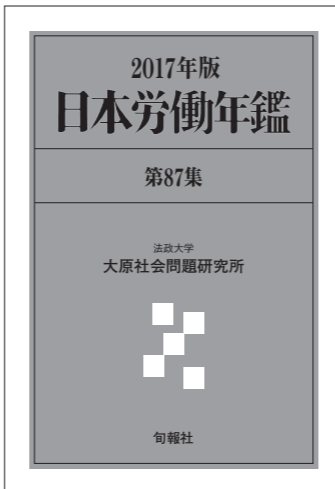 2017年版
日本労働年鑑
第87集
法政大学
大原社会問題研究所
旬報社